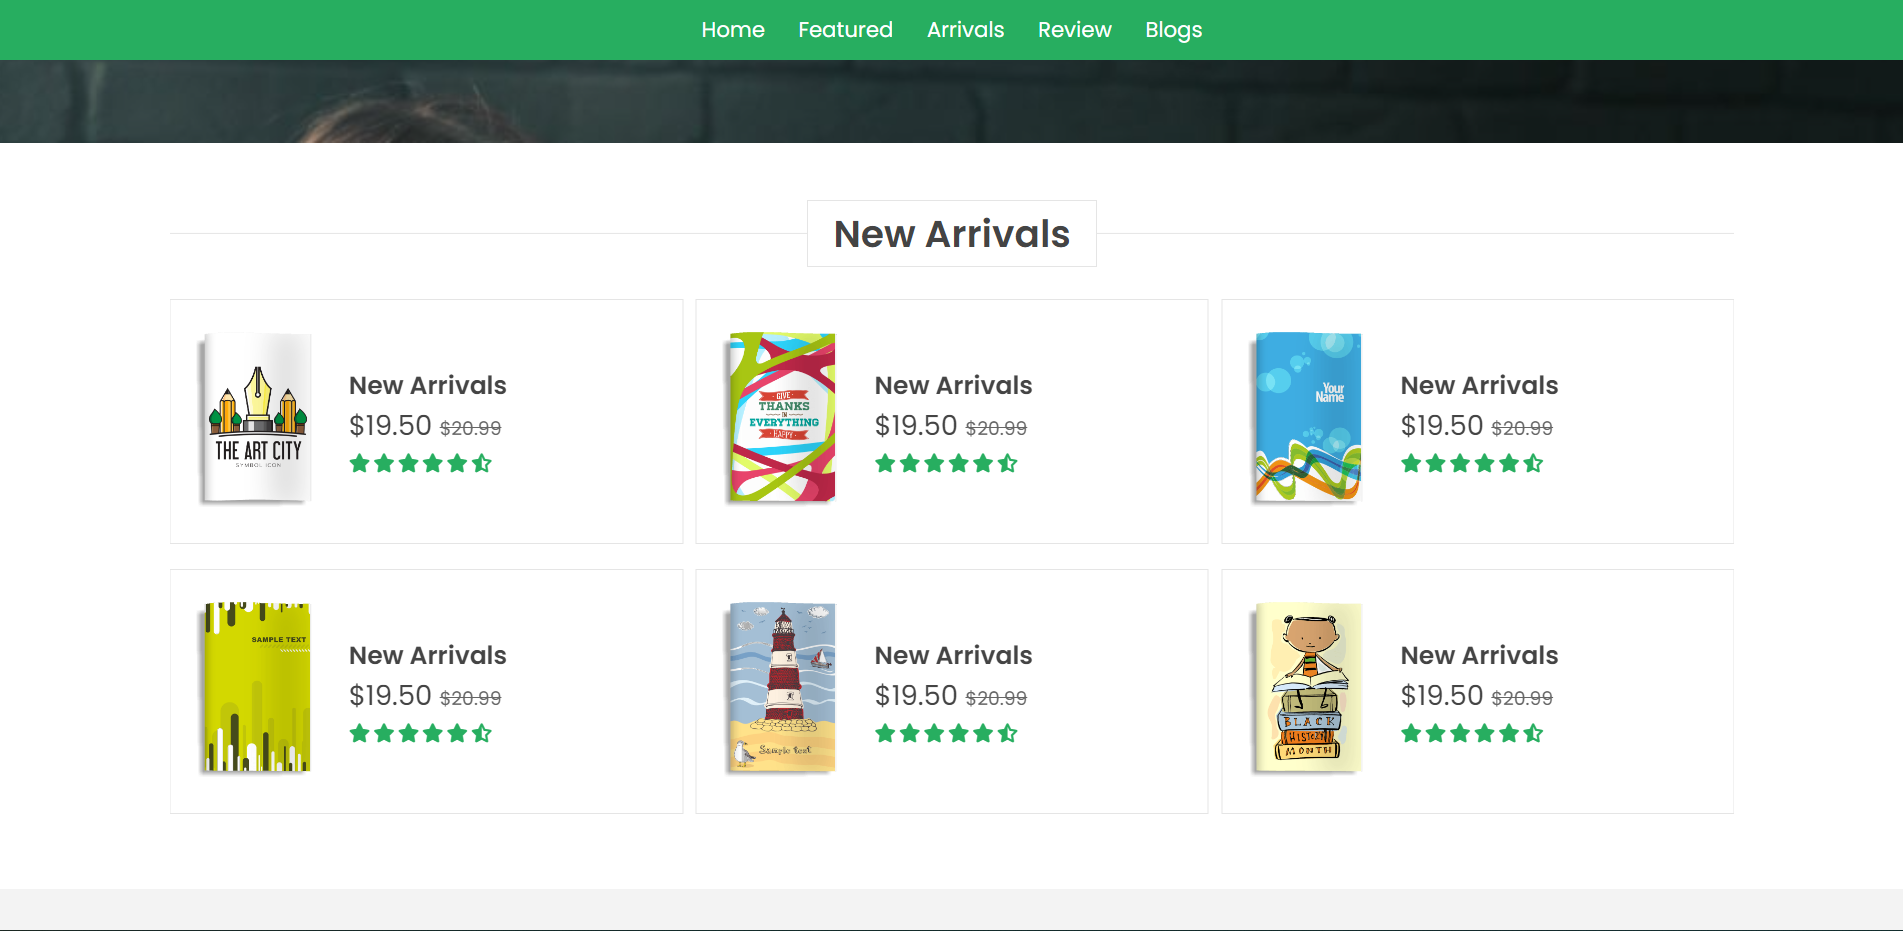 Home Featured Arrivals Review Blogs
New Arrivals
THE ART CITY
SYMBOL ICON
New Arrivals
$19.50 $20.99
GIVE
THANKS
IN
EVERYTHING
HAPPY
New Arrivals
$19.50 $20.99
Your
Name
New Arrivals
$19.50 $20.99
SAMPLE TEXT
New Arrivals
$19.50 $20.99
Sample text
New Arrivals
$19.50 $20.99
BLACK
HISTORY
MONTH
New Arrivals
$19.50 $20.99